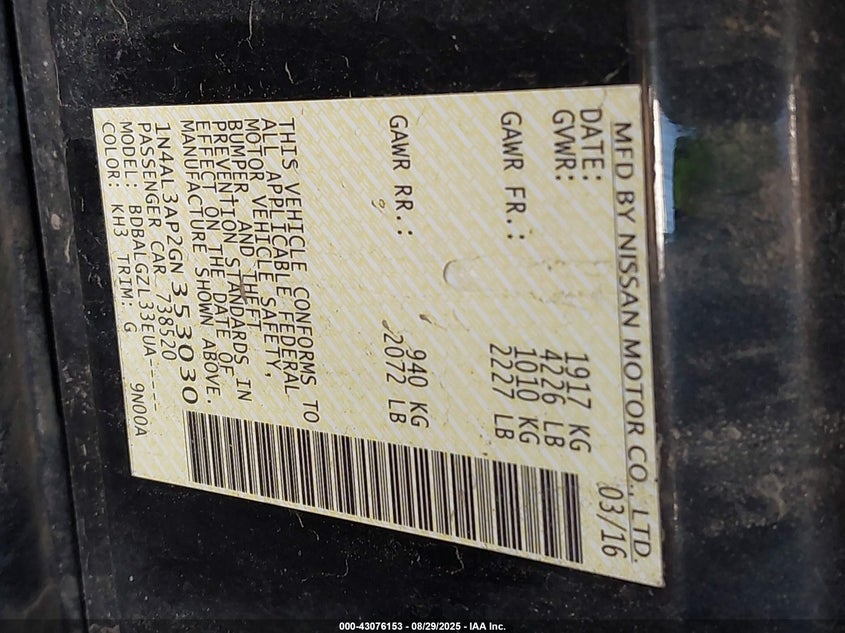 MFD BY NISSAN MOTOR CO., LTD.
DATE: 03/16
GVWR: 1917 KG
4226 LB
GAWR FR.: 1010 KG
2227 LB
GAWR RR.: 940 KG
2072 LB
THIS VEHICLE CONFORMS TO
ALL APPLICABLE FEDERAL
MOTOR VEHICLE SAFETY,
BUMPER AND THEFT
PREVENTION STANDARDS IN
EFFECT ON THE DATE OF
MANUFACTURE SHOWN ABOVE.
1N4AL3AP2GN353030
PASSENGER CAR 738520
MODEL: BDBALGZL33EUA-----
COLOR: KH3 TRIM: G 9N00A
000-43076153 - 08/29/2025 - IAA Inc.